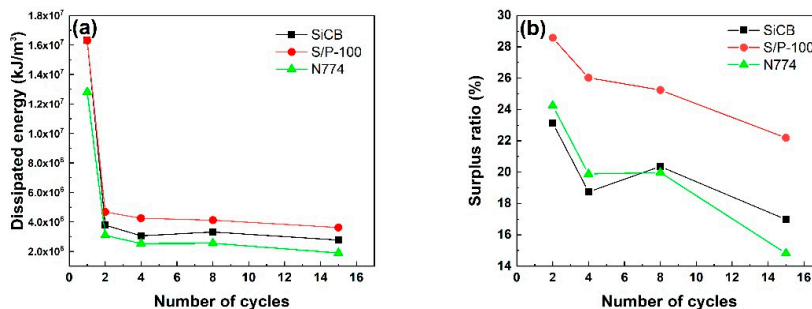 (a)
SiCB
S/P-100
N774
Dissipated energy (kJ/m³)
1.8x10⁷
1.6x10⁷
1.4x10⁷
1.2x10⁷
1.0x10⁷
8.0x10⁶
6.0x10⁶
4.0x10⁶
2.0x10⁶
0 2 4 6 8 10 12 14 16
Number of cycles
(b)
SiCB
S/P-100
N774
Surplus ratio (%)
30
28
26
24
22
20
18
16
14
0 2 4 6 8 10 12 14 16
Number of cycles